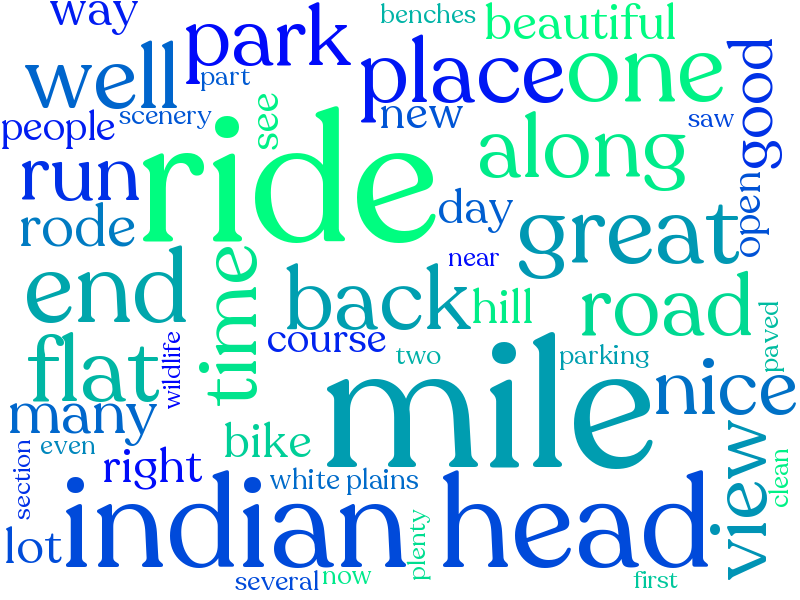 way
benches
beautiful
park
well
part
place
one
good
people
scenery
see
new
saw
run
ride
along
rode
day
great
open
end
time
near
back
hill
road
flat
wildlife
course
two
parking
paved
mile
nice
many
even
bike
right
view
section
white plains
clean
indian head
lot
plenty
several
now
first